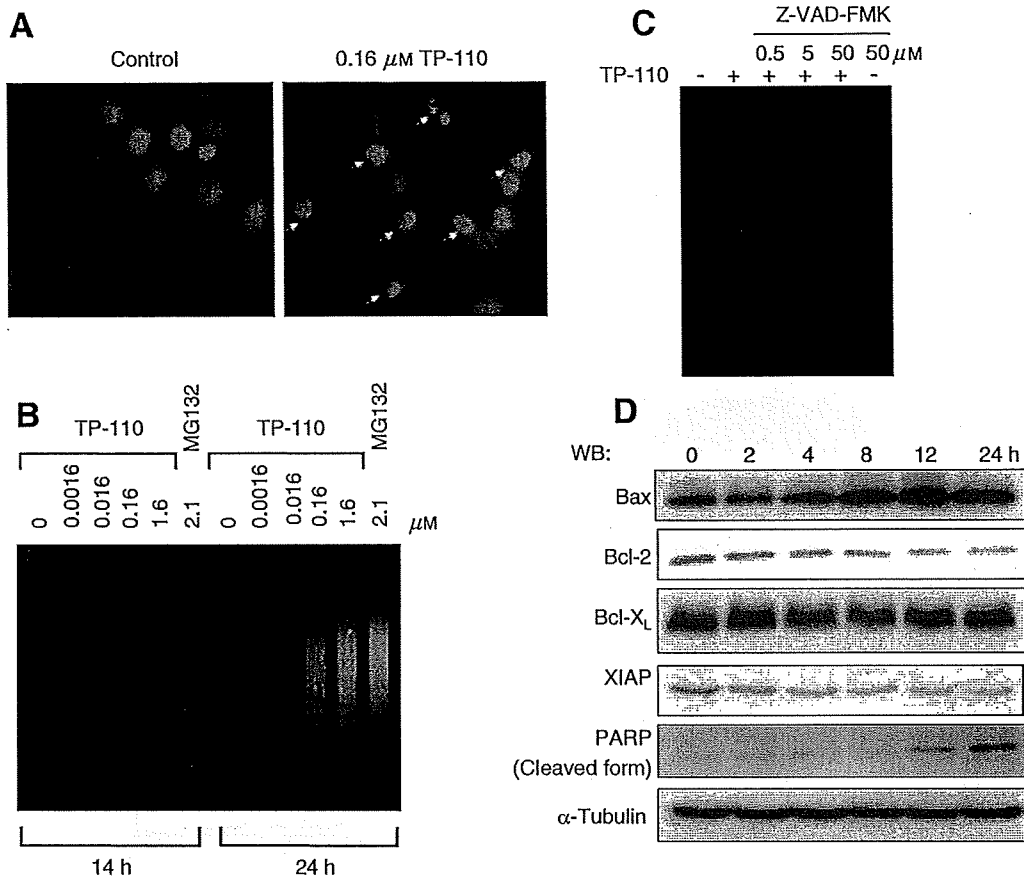 A
Control
0.16 μM TP-110
B
TP-110
MG132
TP-110
MG132
0
0.0016
0.016
0.16
1.6
2.1
0
0.0016
0.016
0.16
1.6
2.1
μM
14 h
24 h
C
Z-VAD-FMK
0.5 5 50 50 μM
TP-110 - + + + + -
D
WB: 0 2 4 8 12 24 h
Bax
Bcl-2
Bcl-XL
XIAP
PARP
(Cleaved form)
α-Tubulin